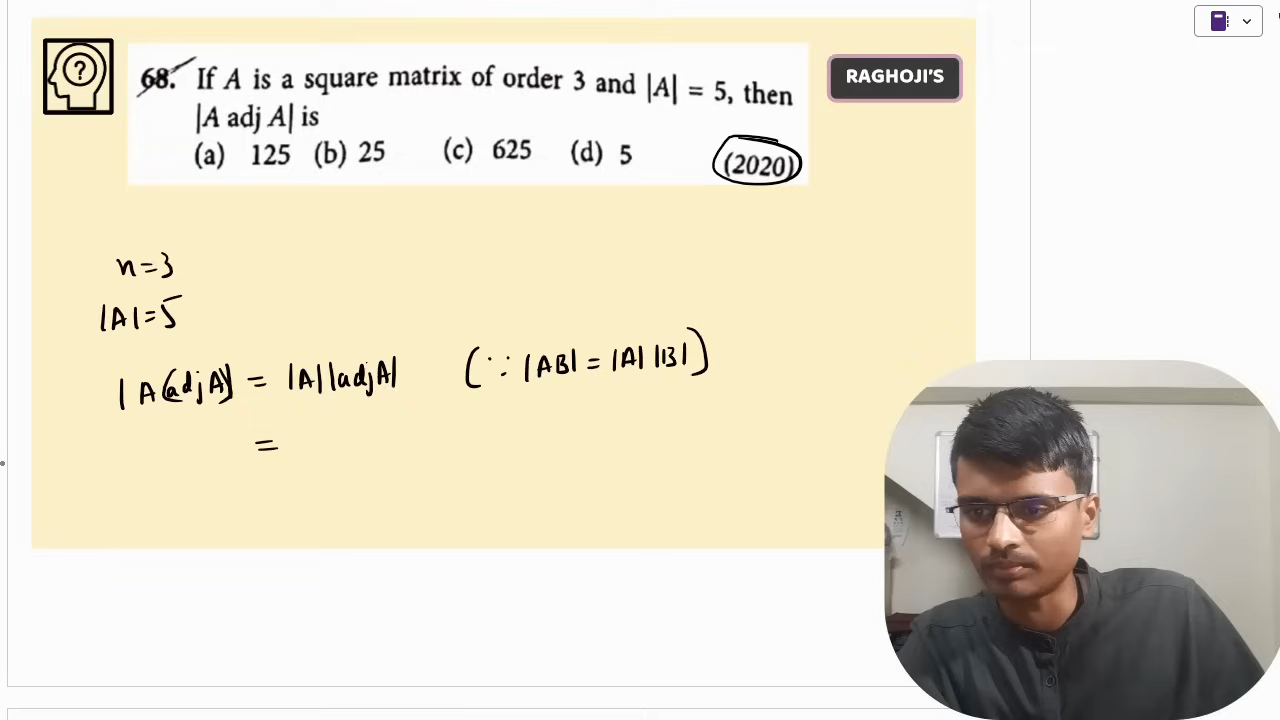 68. If A is a square matrix of order 3 and |A| = 5, then
|A adj A| is
(a) 125 (b) 25 (c) 625 (d) 5 (2020)
RAGHOJI'S
n=3
|A|=5
|A(adjA)| = |A||adjA| (∵ |AB| = |A| |B|)
=